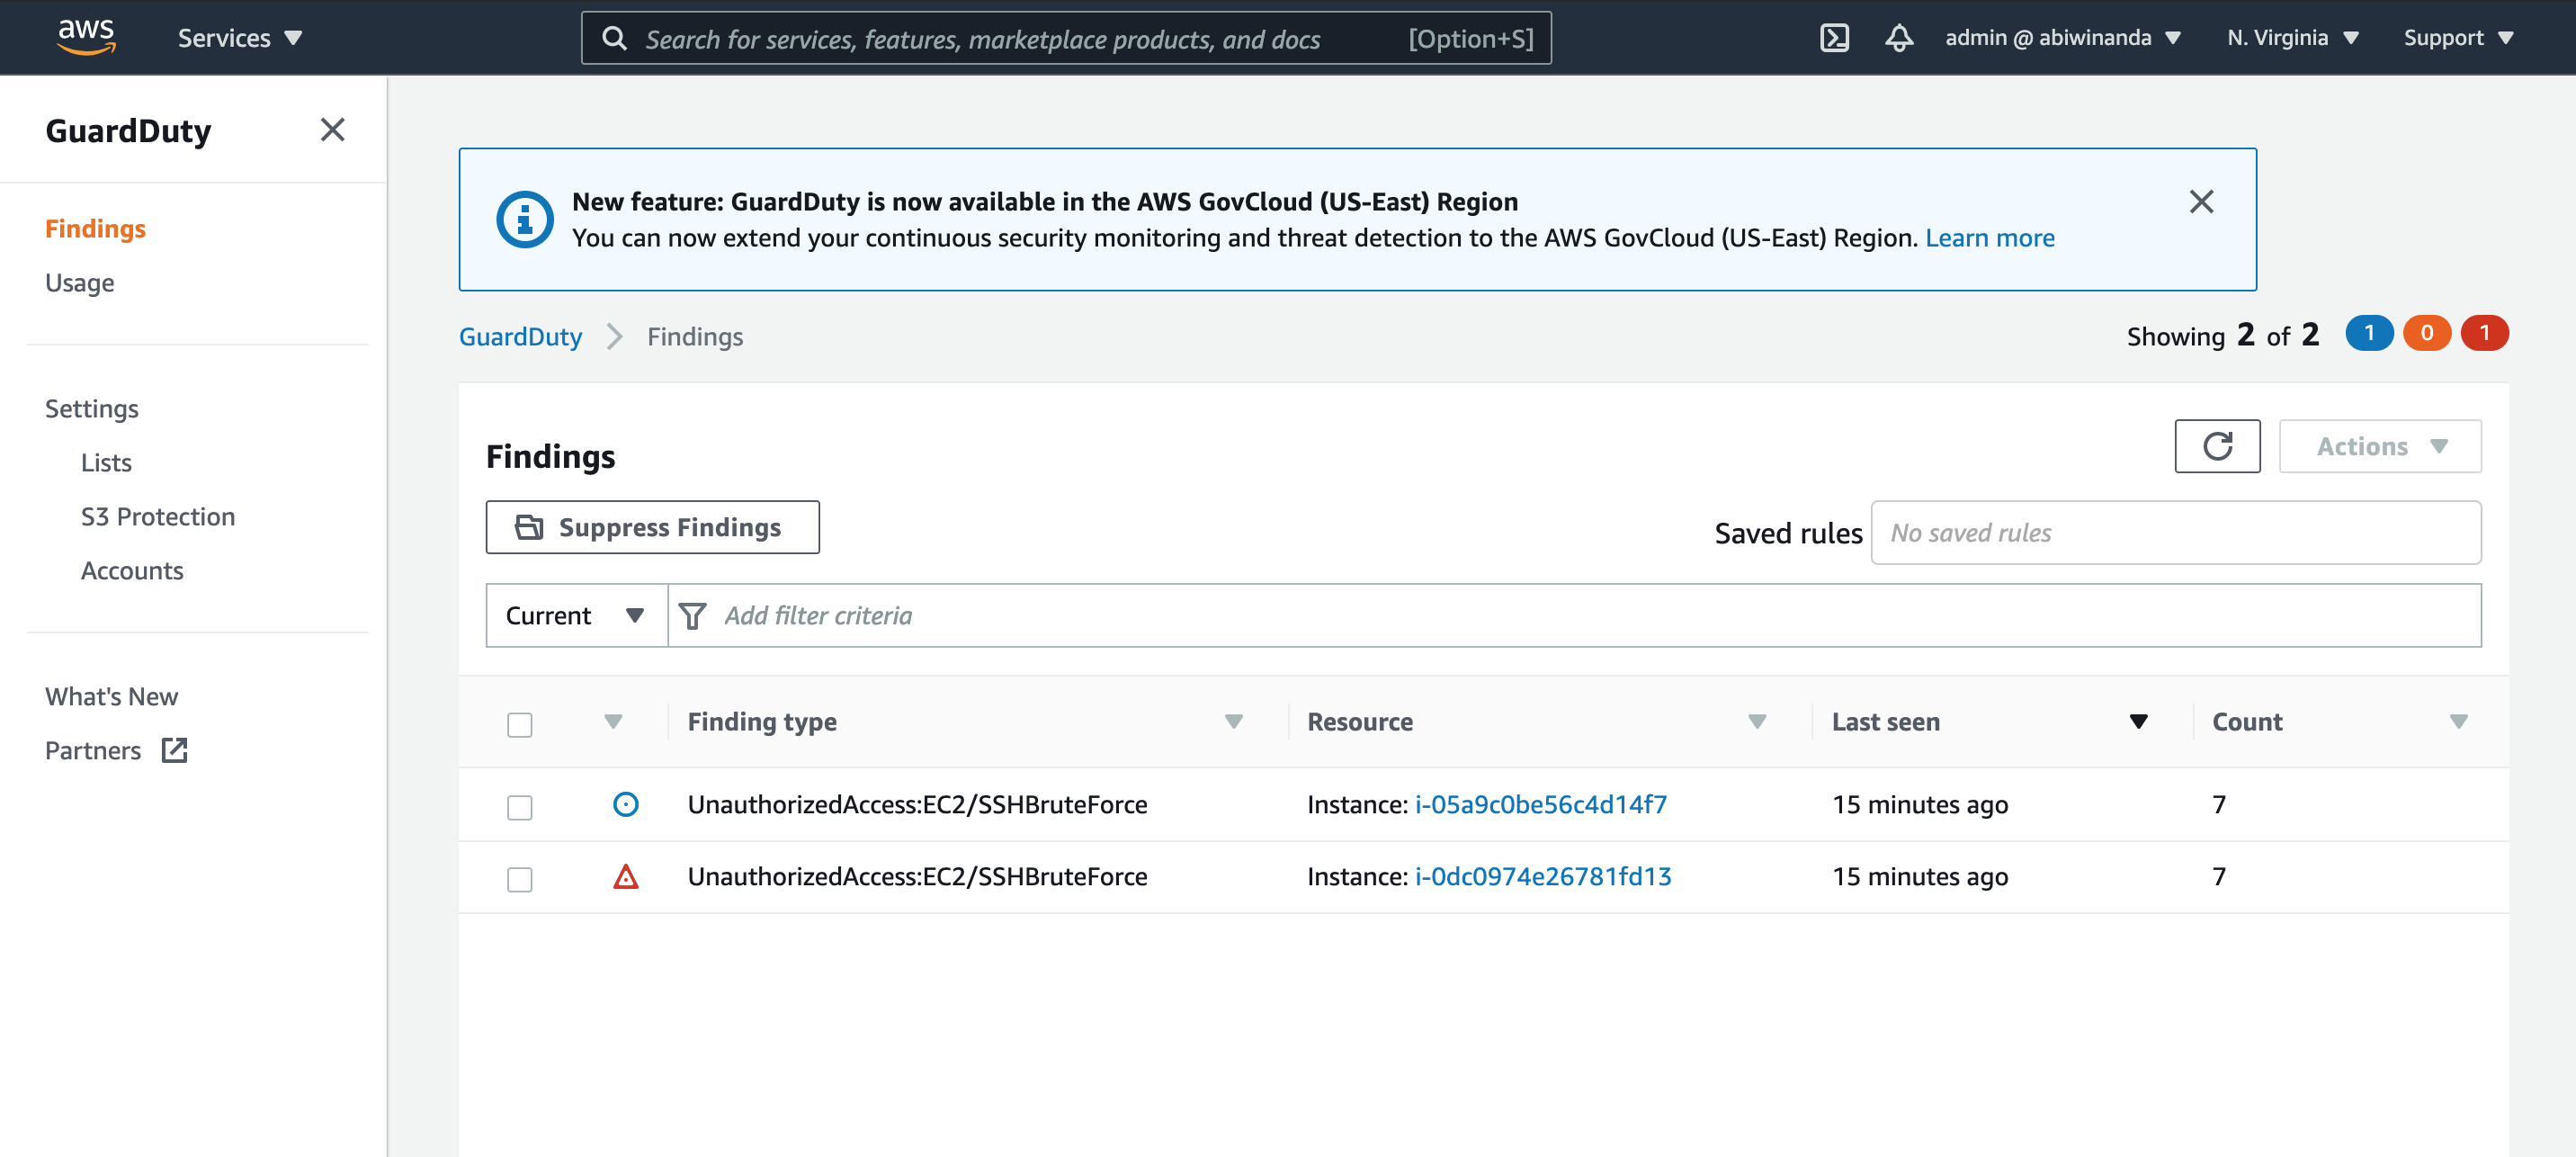 aws Services Search for services, features, marketplace products, and docs [Option+S] admin @ abiwinanda N. Virginia Support
GuardDuty
Findings
Usage
Settings
Lists
S3 Protection
Accounts
What's New
Partners
New feature: GuardDuty is now available in the AWS GovCloud (US-East) Region
You can now extend your continuous security monitoring and threat detection to the AWS GovCloud (US-East) Region. Learn more
GuardDuty Findings Showing 2 of 2 1 0 1
Findings Actions
Suppress Findings Saved rules No saved rules
Current Add filter criteria
Finding type Resource Last seen Count
UnauthorizedAccess:EC2/SSHBruteForce Instance: i-05a9c0be56c4d14f7 15 minutes ago 7
UnauthorizedAccess:EC2/SSHBruteForce Instance: i-0dc0974e26781fd13 15 minutes ago 7